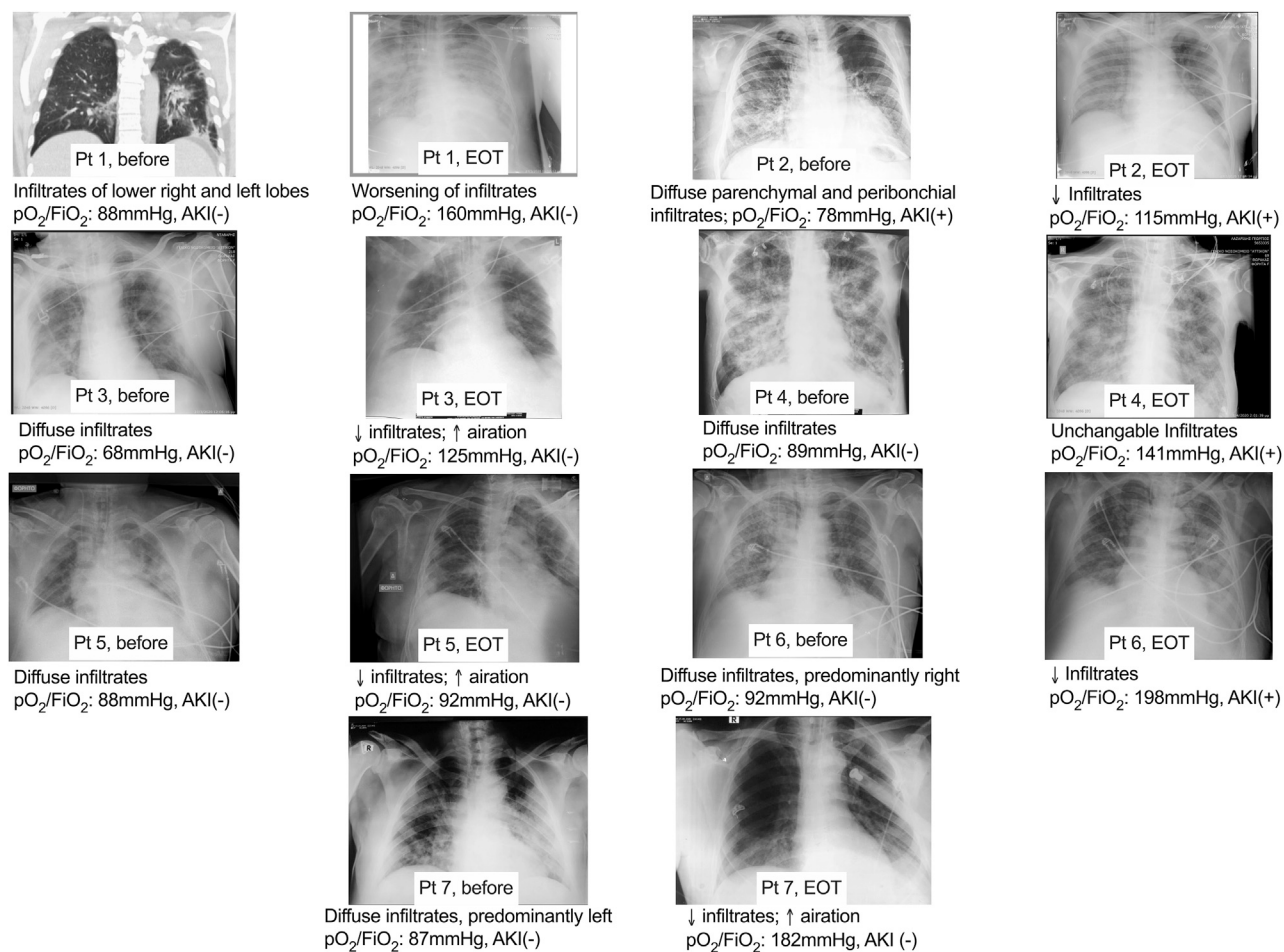 Pt 1, before
Infiltrates of lower right and left lobes
pO₂/FiO₂: 88mmHg, AKI(-)
Pt 1, EOT
Worsening of infiltrates
pO₂/FiO₂: 160mmHg, AKI(-)
Pt 2, before
Diffuse parenchymal and peribonchial
infiltrates; pO₂/FiO₂: 78mmHg, AKI(+)
Pt 2, EOT
↓ Infiltrates
pO₂/FiO₂: 115mmHg, AKI(+)
Pt 3, before
Diffuse infiltrates
pO₂/FiO₂: 68mmHg, AKI(-)
L
Pt 3, EOT
↓ infiltrates; ↑ airation
pO₂/FiO₂: 125mmHg, AKI(-)
Pt 4, before
Diffuse infiltrates
pO₂/FiO₂: 89mmHg, AKI(-)
Pt 4, EOT
Unchangable Infiltrates
pO₂/FiO₂: 141mmHg, AKI(+)
ΦΟΡΗΤΟ
Pt 5, before
Diffuse infiltrates
pO₂/FiO₂: 88mmHg, AKI(-)
ΦΟΡΗΤΟ
Pt 5, EOT
↓ infiltrates; ↑ airation
pO₂/FiO₂: 92mmHg, AKI(-)
Pt 6, before
Diffuse infiltrates, predominantly right
pO₂/FiO₂: 92mmHg, AKI(-)
Pt 6, EOT
↓ Infiltrates
pO₂/FiO₂: 198mmHg, AKI(+)
R
Pt 7, before
Diffuse infiltrates, predominantly left
pO₂/FiO₂: 87mmHg, AKI(-)
R
Pt 7, EOT
↓ infiltrates; ↑ airation
pO₂/FiO₂: 182mmHg, AKI (-)